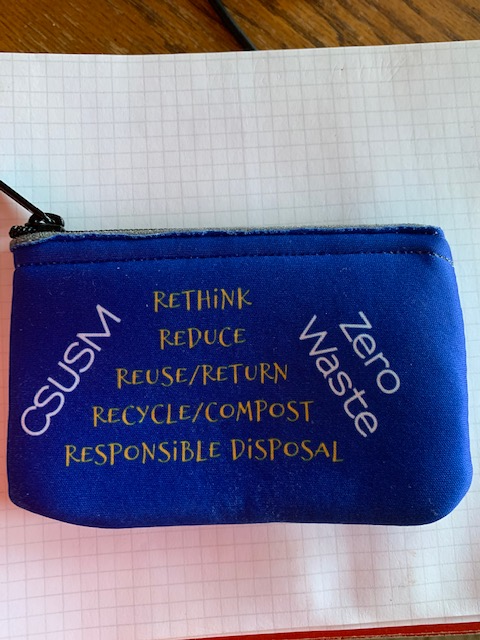 CSUSM
RETHiNK
REDUCE
REUSE/RETURN
RECYCLE/COMPOST
RESPONSiBLE DiSPOSAL
Zero
Waste